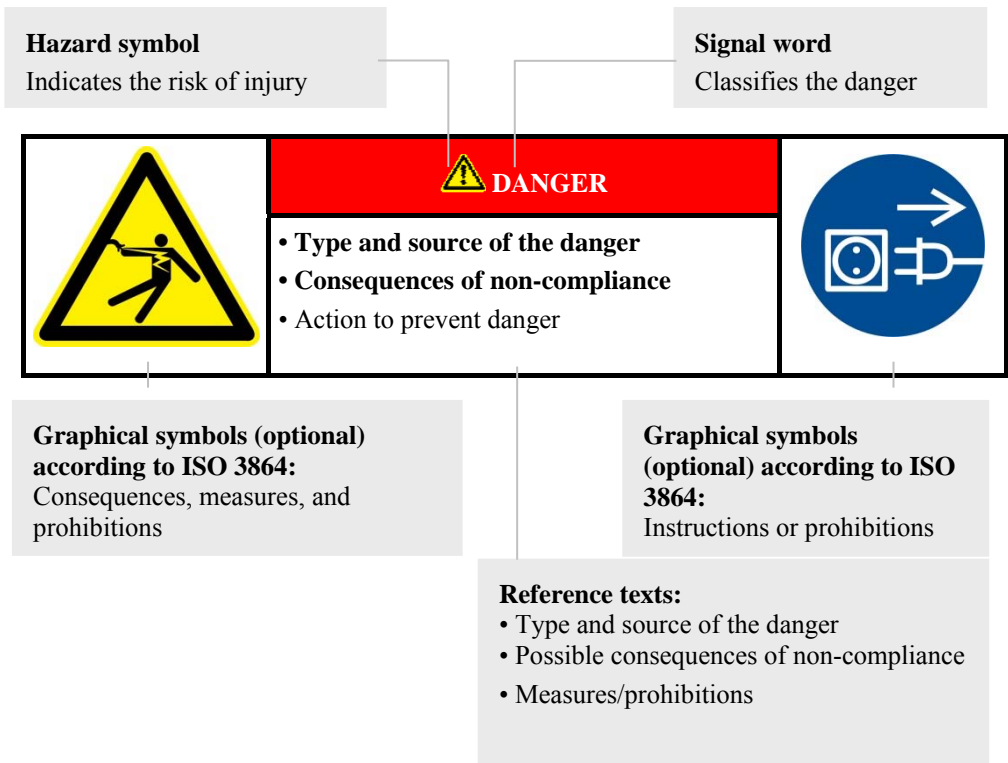 Hazard symbol
Indicates the risk of injury
Signal word
Classifies the danger
DANGER
• Type and source of the danger
• Consequences of non-compliance
• Action to prevent danger
Graphical symbols (optional)
according to ISO 3864:
Consequences, measures, and
prohibitions
Graphical symbols
(optional) according to ISO
3864:
Instructions or prohibitions
Reference texts:
• Type and source of the danger
• Possible consequences of non-compliance
• Measures/prohibitions